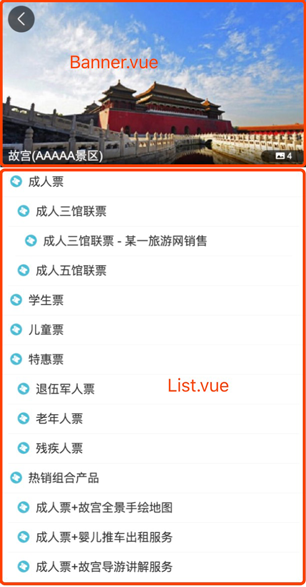 Banner.vue
故宫(AAAAA景区)
4
成人票
成人三馆联票
成人三馆联票 - 某一旅游网销售
成人五馆联票
学生票
儿童票
特惠票
退伍军人票
List.vue
老年人票
残疾人票
热销组合产品
成人票+故宫全景手绘地图
成人票+婴儿推车出租服务
成人票+故宫导游讲解服务